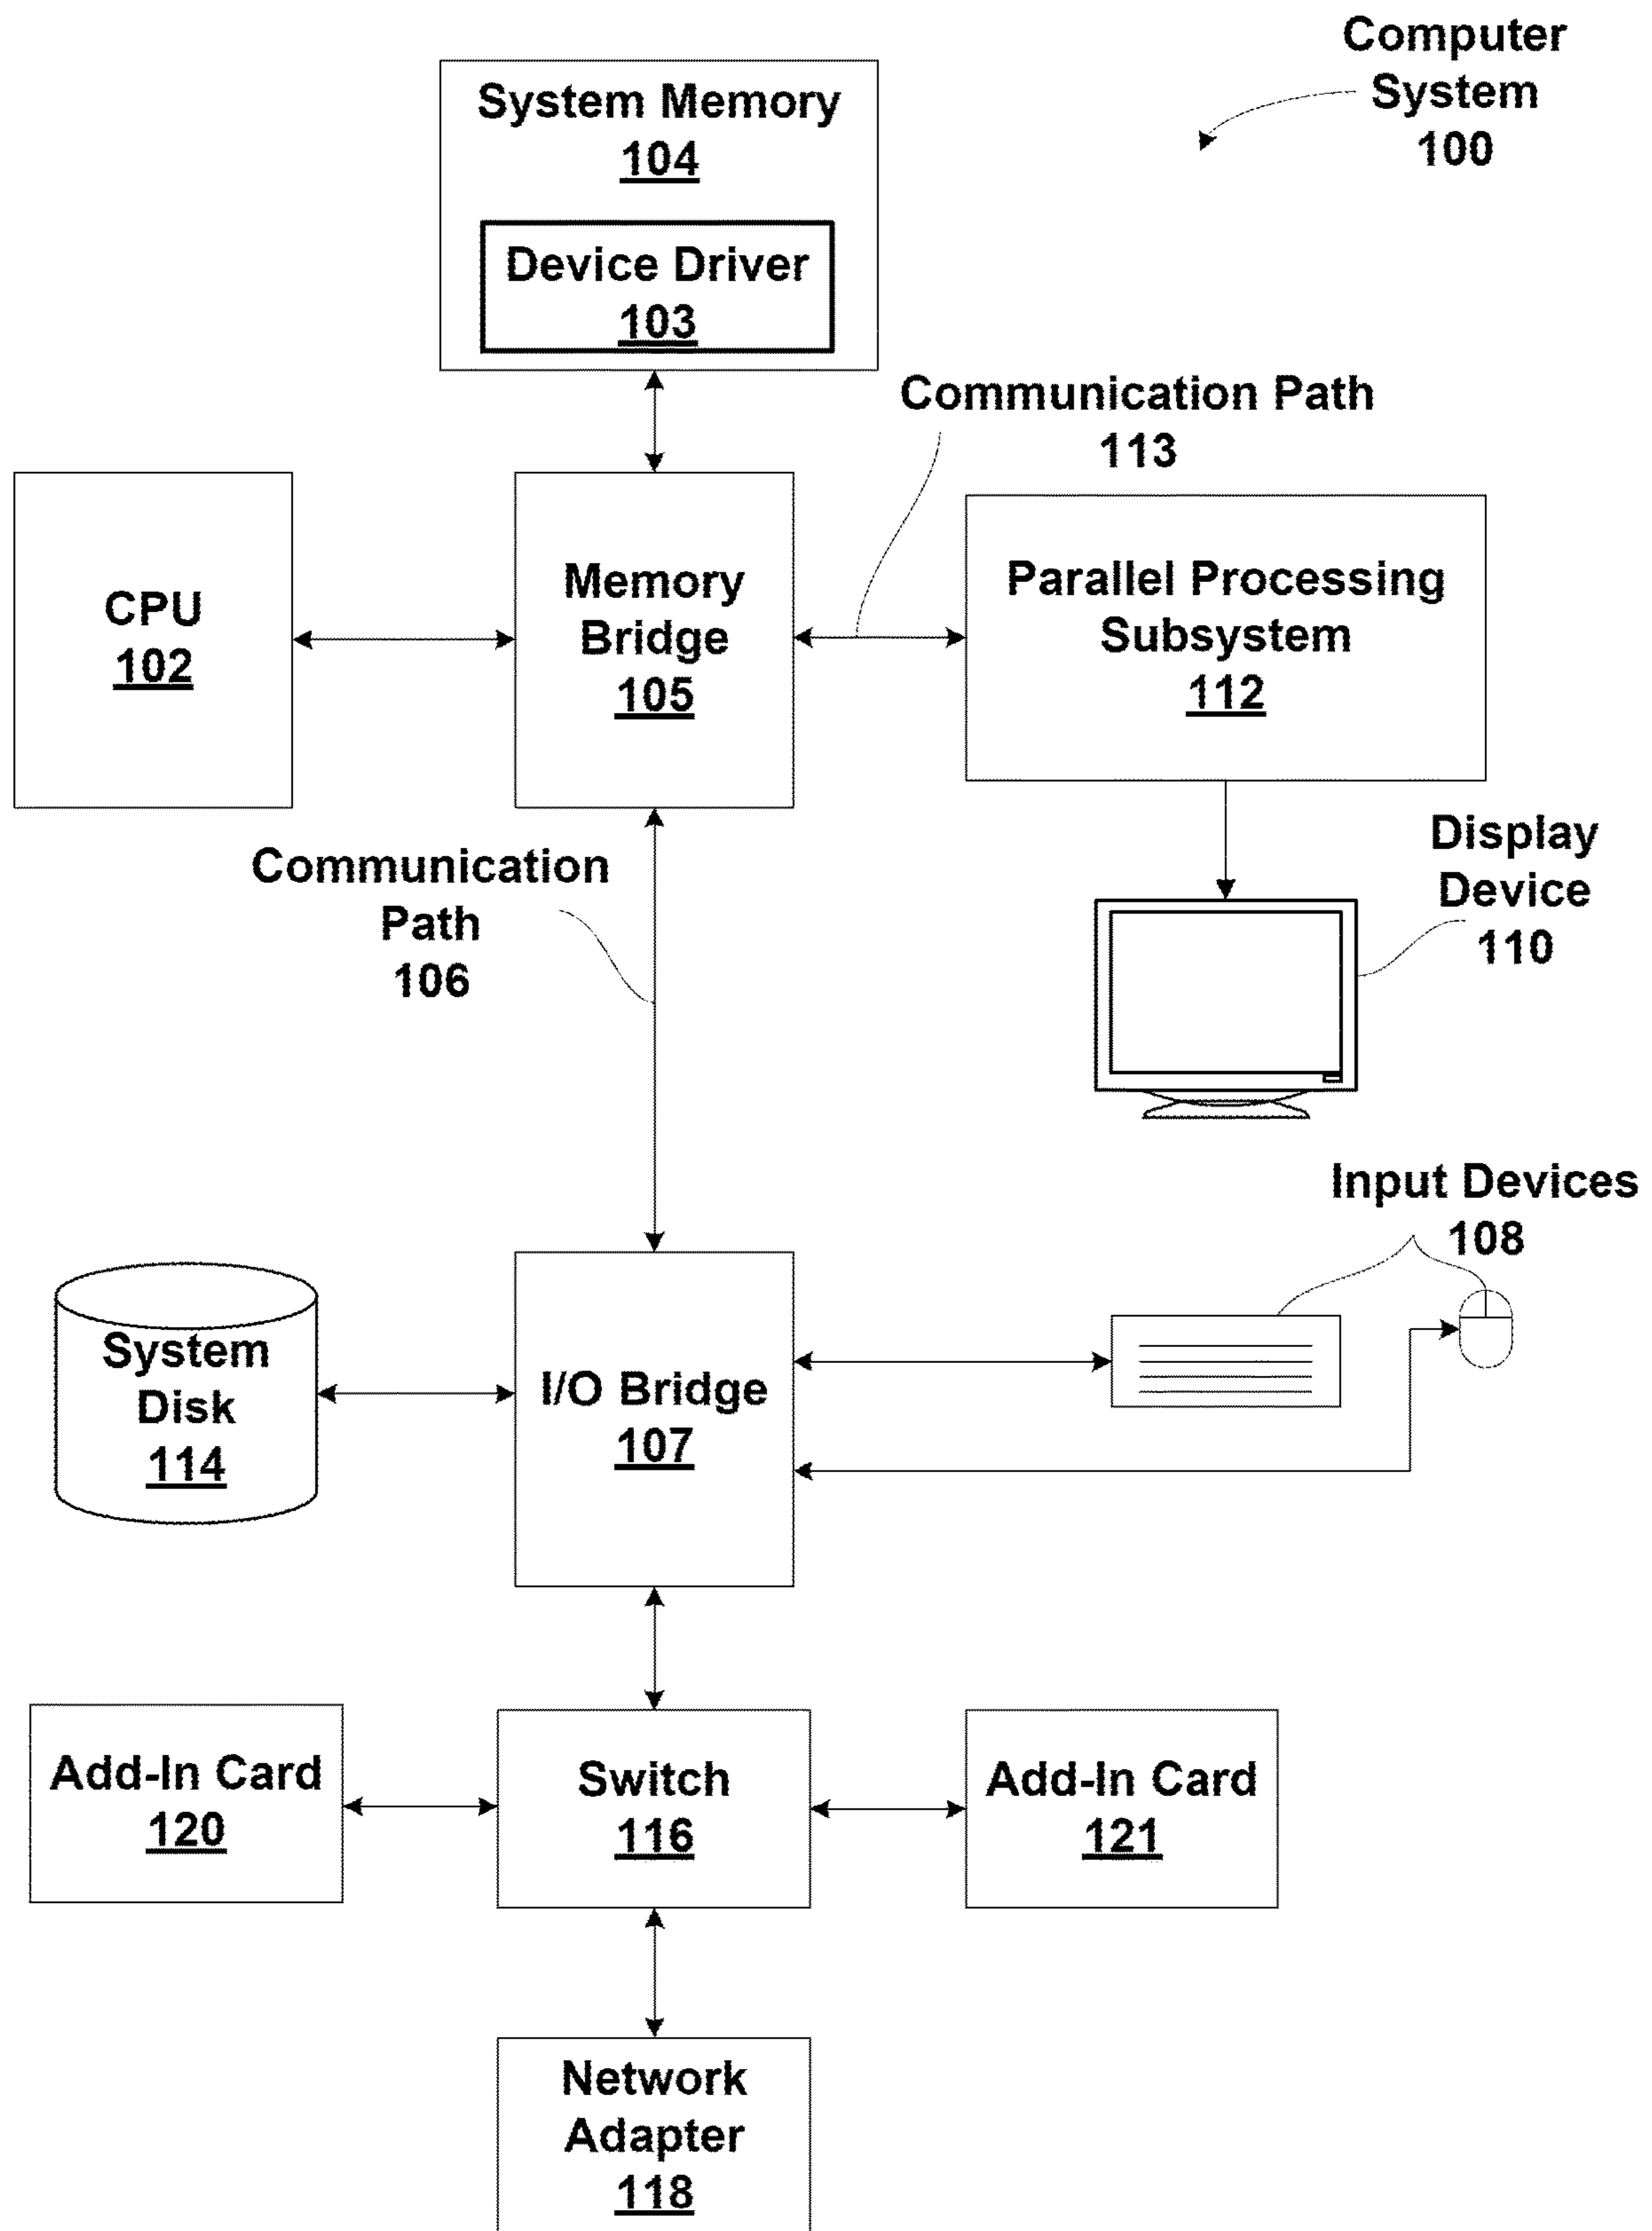 Computer
System
100
System Memory
104
Device Driver
103
Communication Path
113
CPU
102
Memory
Bridge
105
Parallel Processing
Subsystem
112
Communication
Path
106
Display
Device
110
Input Devices
108
System
Disk
114
I/O Bridge
107
Add-In Card
120
Switch
116
Add-In Card
121
Network
Adapter
118